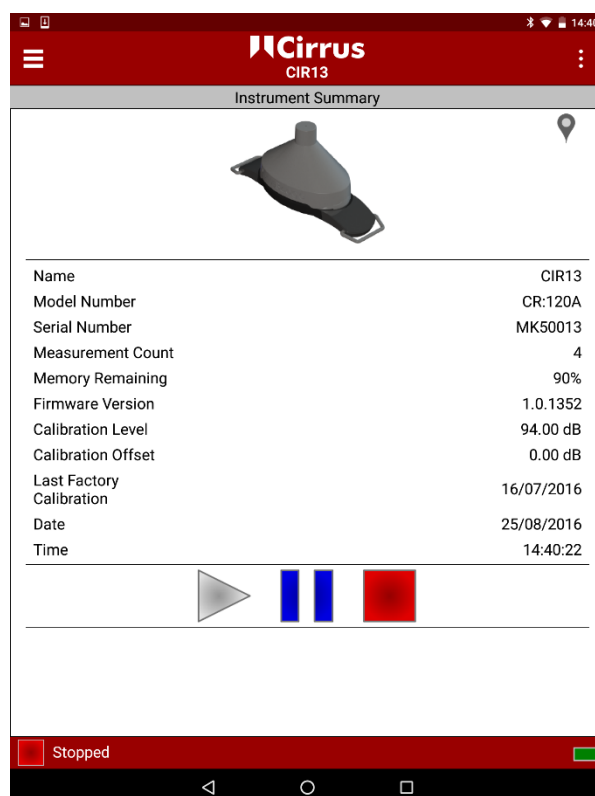 14:40
Cirrus
CIR13
Instrument Summary
Name CIR13
Model Number CR:120A
Serial Number MK50013
Measurement Count 4
Memory Remaining 90%
Firmware Version 1.0.1352
Calibration Level 94.00 dB
Calibration Offset 0.00 dB
Last Factory
Calibration 16/07/2016
Date 25/08/2016
Time 14:40:22
Stopped